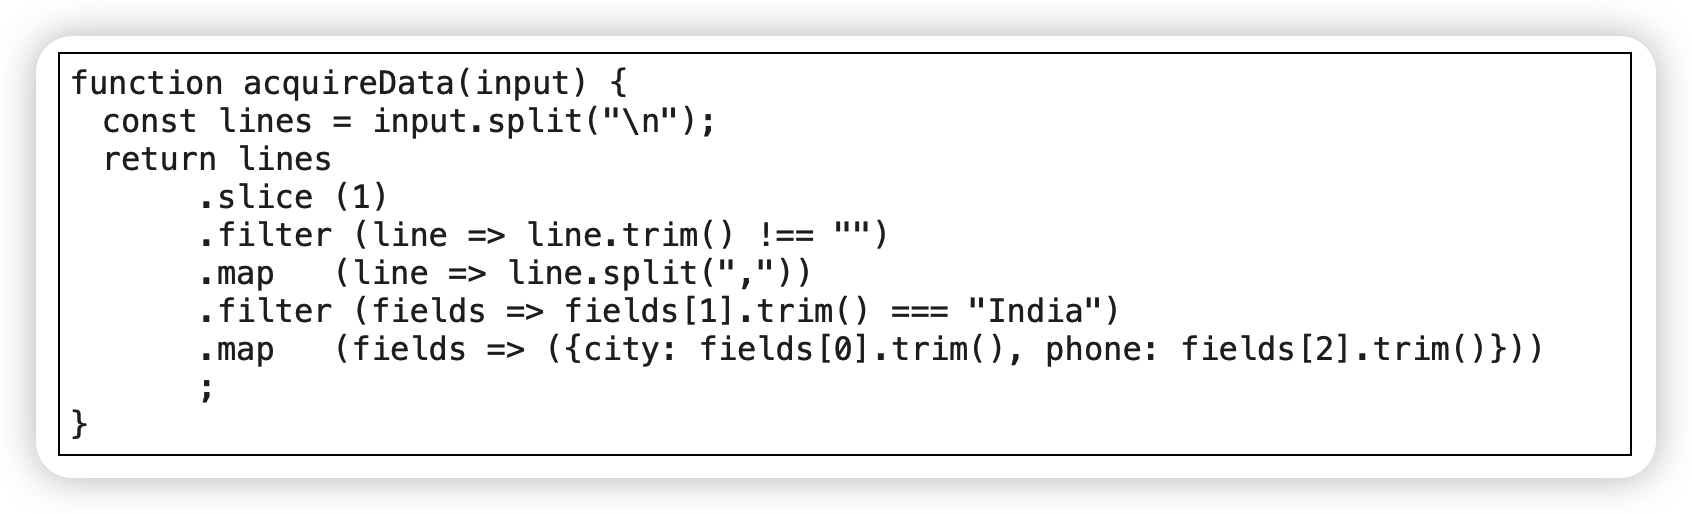 function acquireData(input) {
  const lines = input.split("\n");
  return lines
        .slice (1)
        .filter (line => line.trim() !== "")
        .map   (line => line.split(","))
        .filter (fields => fields[1].trim() === "India")
        .map   (fields => ({city: fields[0].trim(), phone: fields[2].trim()}))
        ;
}